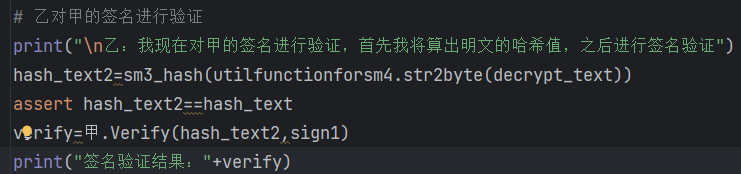 # 乙对甲的签名进行验证
print("\n乙：我现在对甲的签名进行验证，首先我将算出明文的哈希值，之后进行签名验证")
hash_text2=sm3_hash(utilfunctionforsm4.str2byte(decrypt_text))
assert hash_text2==hash_text
verify=甲.Verify(hash_text2,sign1)
print("签名验证结果："+verify)